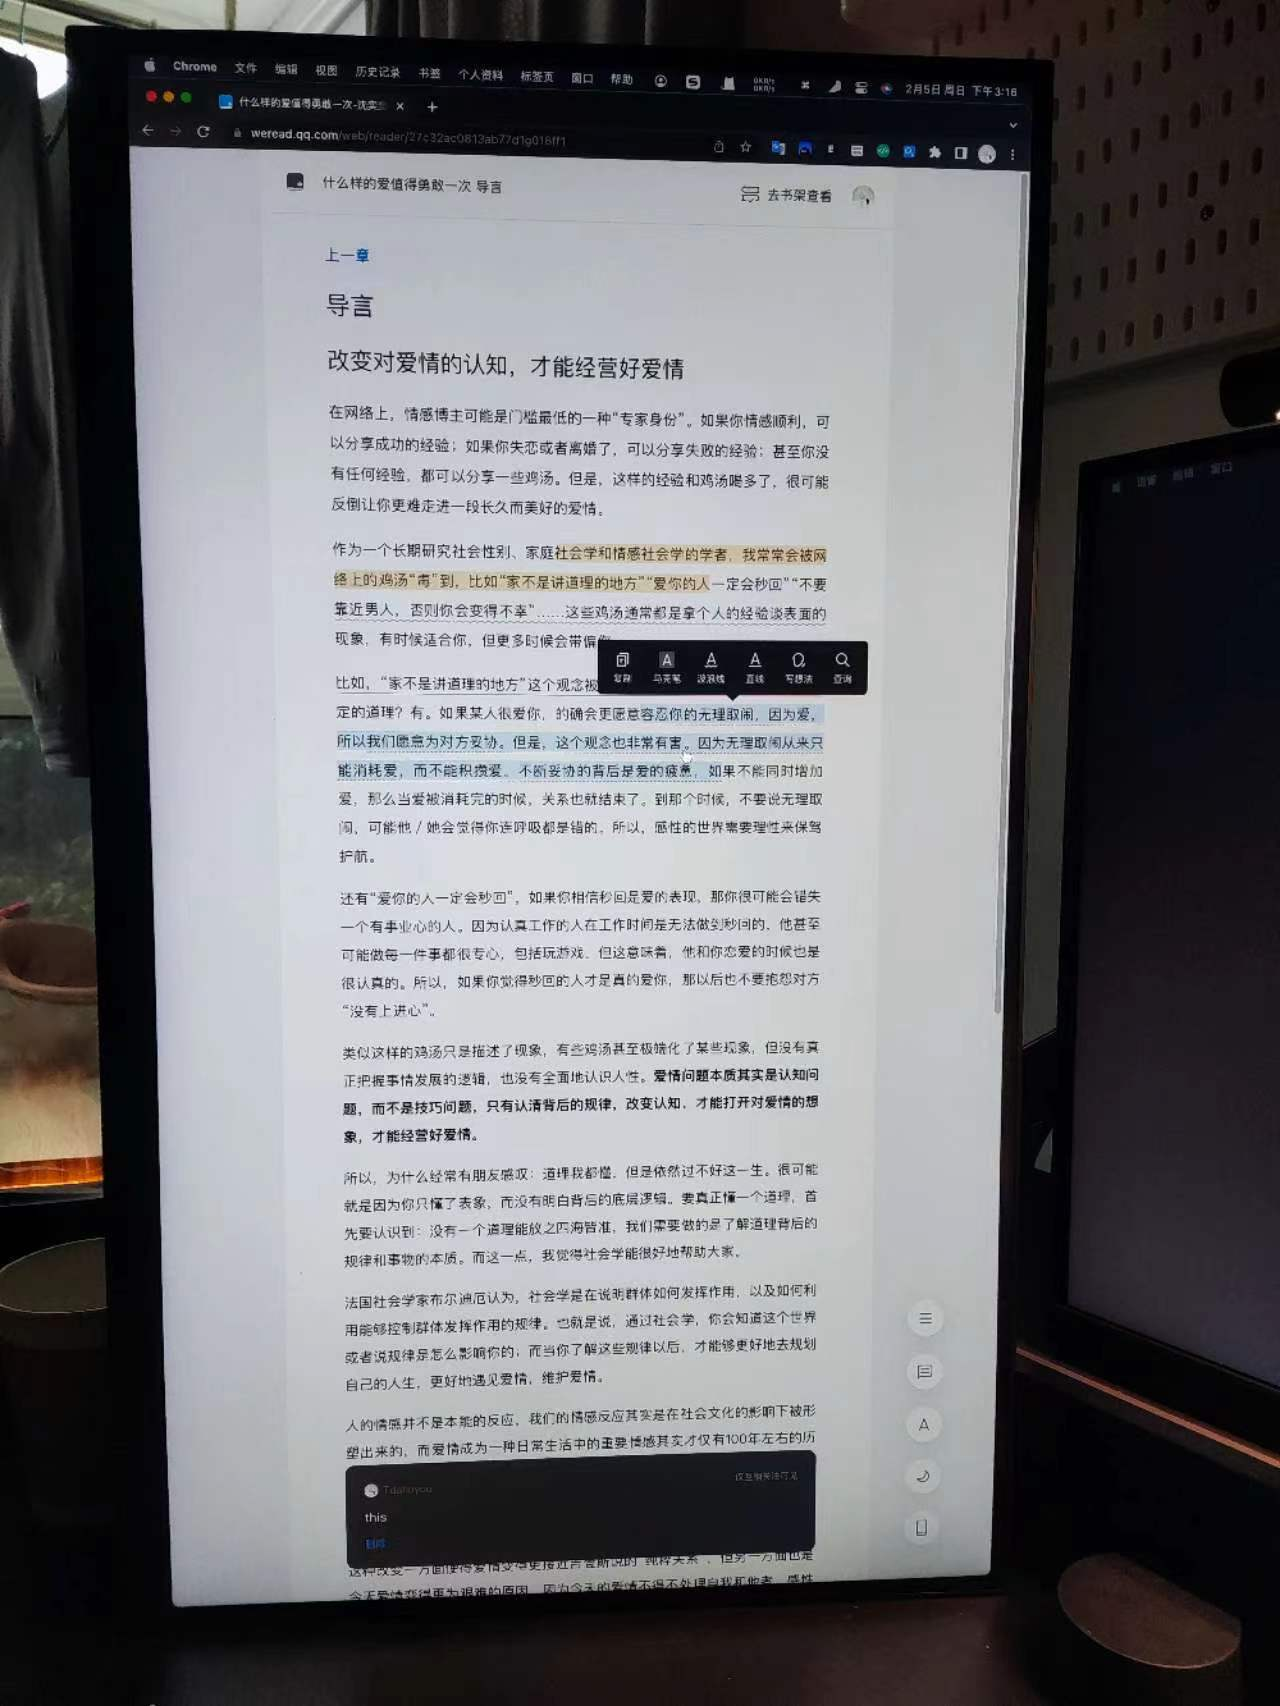 Chrome 文件 编辑 视图 历史记录 书签 个人资料 标签页 窗口 帮助 0KB/s 0KB/s 2月5日 周日 下午3:16
什么样的爱值得勇敢一次-沈奕斐
weread.qq.com/web/reader/27c32ac0813ab77d1g018ff1
什么样的爱值得勇敢一次 导言 去书架查看
上一章
导言
改变对爱情的认知，才能经营好爱情
在网络上，情感博主可能是门槛最低的一种“专家身份”。如果你情感顺利，可
以分享成功的经验；如果你失恋或者离婚了，可以分享失败的经验；甚至你没
有任何经验，都可以分享一些鸡汤。但是，这样的经验和鸡汤喝多了，很可能
反倒让你更难走进一段长久而美好的爱情。
作为一个长期研究社会性别、家庭社会学和情感社会学的学者，我常常会被网
络上的鸡汤“毒”到，比如“家不是讲道理的地方”“爱你的人一定会秒回”“不要
靠近男人，否则你会变得不幸”……这些鸡汤通常都是拿个人的经验谈表面的
现象，有时候适合你，但更多时候会带偏你
复制 马克笔 波浪线 直线 写想法 查询
比如，“家不是讲道理的地方”这个观念被
定的道理？有。如果某人很爱你，的确会更愿意容忍你的无理取闹，因为爱，
所以我们愿意为对方妥协。但是，这个观念也非常有害。因为无理取闹从来只
能消耗爱，而不能积攒爱。不断妥协的背后是爱的疲惫，如果不能同时增加
爱，那么当爱被消耗完的时候，关系也就结束了。到那个时候，不要说无理取
闹，可能他／她会觉得你连呼吸都是错的。所以，感性的世界需要理性来保驾
护航。
还有“爱你的人一定会秒回”，如果你相信秒回是爱的表现，那你很可能会错失
一个有事业心的人。因为认真工作的人在工作时间是无法做到秒回的，他甚至
可能做每一件事都很专心，包括玩游戏，但这意味着，他和你恋爱的时候也是
很认真的。所以，如果你觉得秒回的人才是真的爱你，那以后也不要抱怨对方
“没有上进心”。
类似这样的鸡汤只是描述了现象，有些鸡汤甚至极端化了某些现象，但没有真
正把握事情发展的逻辑，也没有全面地认识人性。爱情问题本质其实是认知问
题，而不是技巧问题，只有认清背后的规律，改变认知，才能打开对爱情的想
象，才能经营好爱情。
所以，为什么经常有朋友感叹：道理我都懂，但是依然过不好这一生。很可能
就是因为你只懂了表象，而没有明白背后的底层逻辑。要真正懂一个道理，首
先要认识到：没有一个道理能放之四海皆准，我们需要做的是了解道理背后的
规律和事物的本质。而这一点，我觉得社会学能很好地帮助大家。
法国社会学家布尔迪厄认为，社会学是在说明群体如何发挥作用，以及如何利
用能够控制群体发挥作用的规律。也就是说，通过社会学，你会知道这个世界
或者说规律是怎么影响你的；而当你了解这些规律以后，才能够更好地去规划
自己的人生，更好地遇见爱情，维护爱情。
人的情感并不是本能的反应，我们的情感反应其实是在社会文化的影响下被形
塑出来的，而爱情成为一种日常生活中的重要情感其实才仅有100年左右的历
仅互相关注可见
this
这种改变一方面使得爱情变得更接近吉登斯说的“纯粹关系”，但另一方面也是
今天爱情变得更为艰难的原因，因为今天的爱情不得不处理自我和他者、感性
窗口